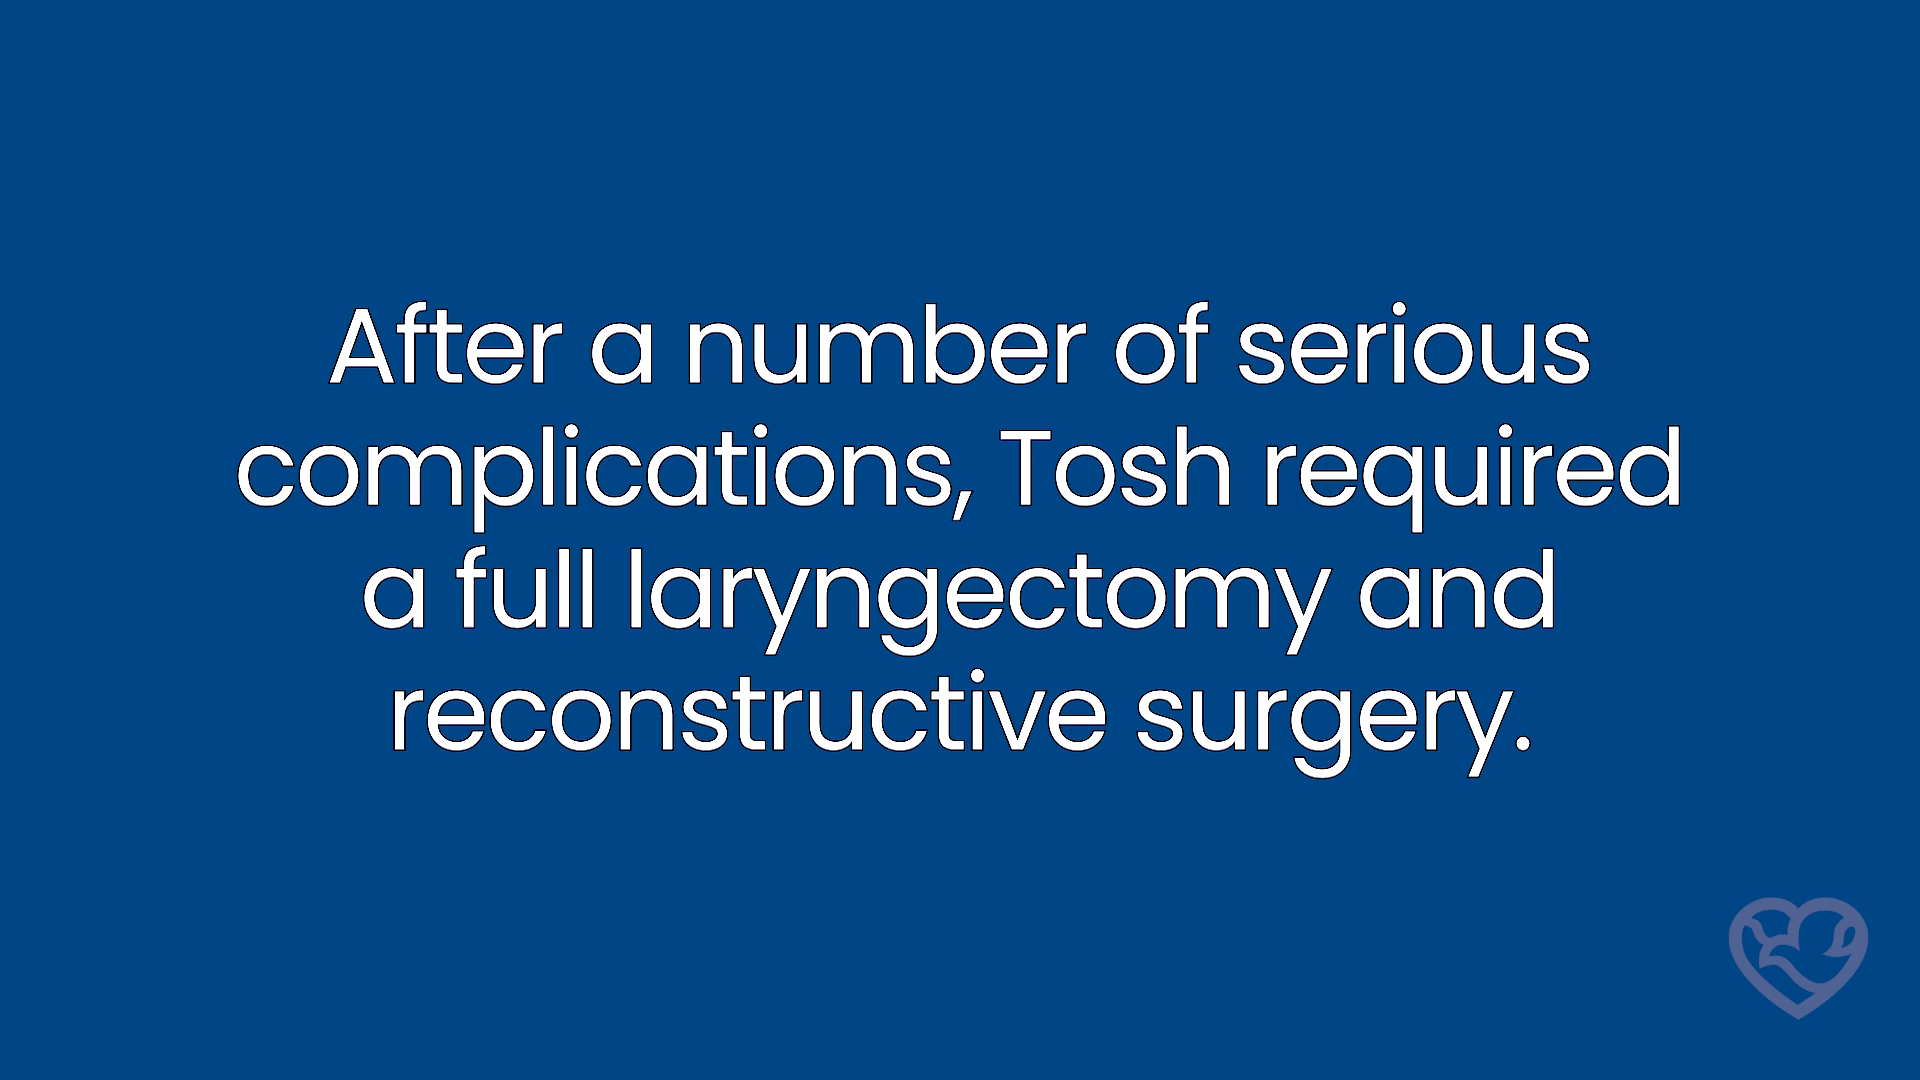 After a number of serious
complications, Tosh required
a full laryngectomy and
reconstructive surgery.